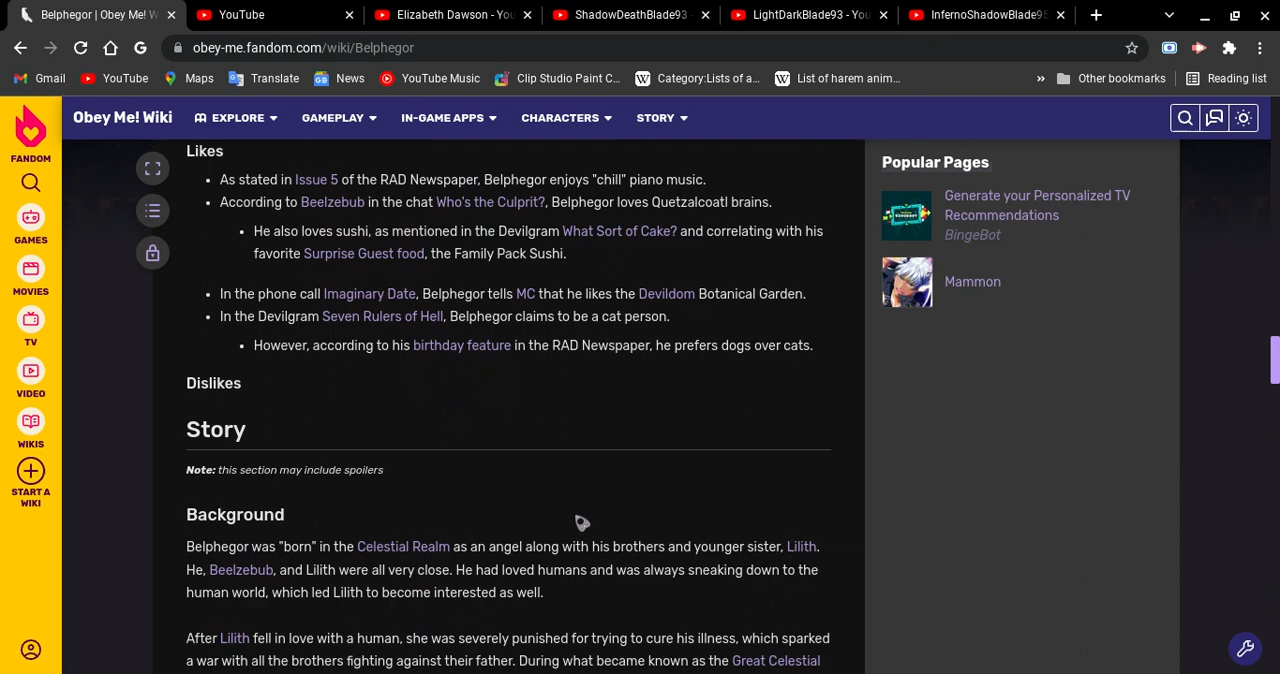 Belphegor | Obey Me! W
YouTube
Elizabeth Dawson - You
ShadowDeathBlade93 -
LightDarkBlade93 - You
InfernoShadowBlade95
obey-me.fandom.com/wiki/Belphegor
Gmail YouTube Maps Translate News YouTube Music Clip Studio Paint C... Category:Lists of a... List of harem anim... » Other bookmarks Reading list
Obey Me! Wiki EXPLORE GAMEPLAY IN-GAME APPS CHARACTERS STORY
FANDOM
GAMES
MOVIES
TV
VIDEO
WIKIS
START A
WIKI
Likes
• As stated in Issue 5 of the RAD Newspaper, Belphegor enjoys "chill" piano music.
• According to Beelzebub in the chat Who's the Culprit?, Belphegor loves Quetzalcoatl brains.
• He also loves sushi, as mentioned in the Devilgram What Sort of Cake? and correlating with his
favorite Surprise Guest food, the Family Pack Sushi.
• In the phone call Imaginary Date, Belphegor tells MC that he likes the Devildom Botanical Garden.
• In the Devilgram Seven Rulers of Hell, Belphegor claims to be a cat person.
• However, according to his birthday feature in the RAD Newspaper, he prefers dogs over cats.
Dislikes
Story
Note: this section may include spoilers
Background
Belphegor was "born" in the Celestial Realm as an angel along with his brothers and younger sister, Lilith.
He, Beelzebub, and Lilith were all very close. He had loved humans and was always sneaking down to the
human world, which led Lilith to become interested as well.
After Lilith fell in love with a human, she was severely punished for trying to cure his illness, which sparked
a war with all the brothers fighting against their father. During what became known as the Great Celestial
Popular Pages
Generate your Personalized TV
Recommendations
BingeBot
Mammon